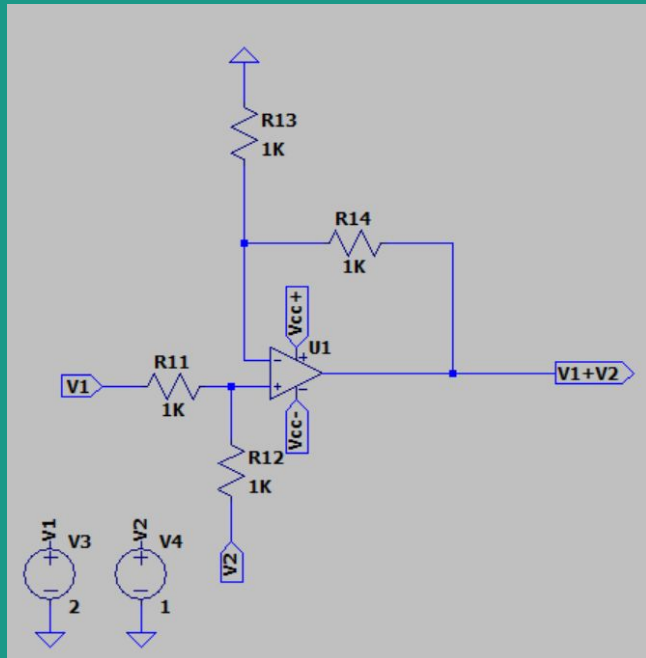 R13
1K
R14
1K
Vcc+
U1
-
+
+
-
Vcc-
V1
R11
1K
V1+V2
R12
1K
V2
V1
V3
+
-
2
V2
V4
+
-
1